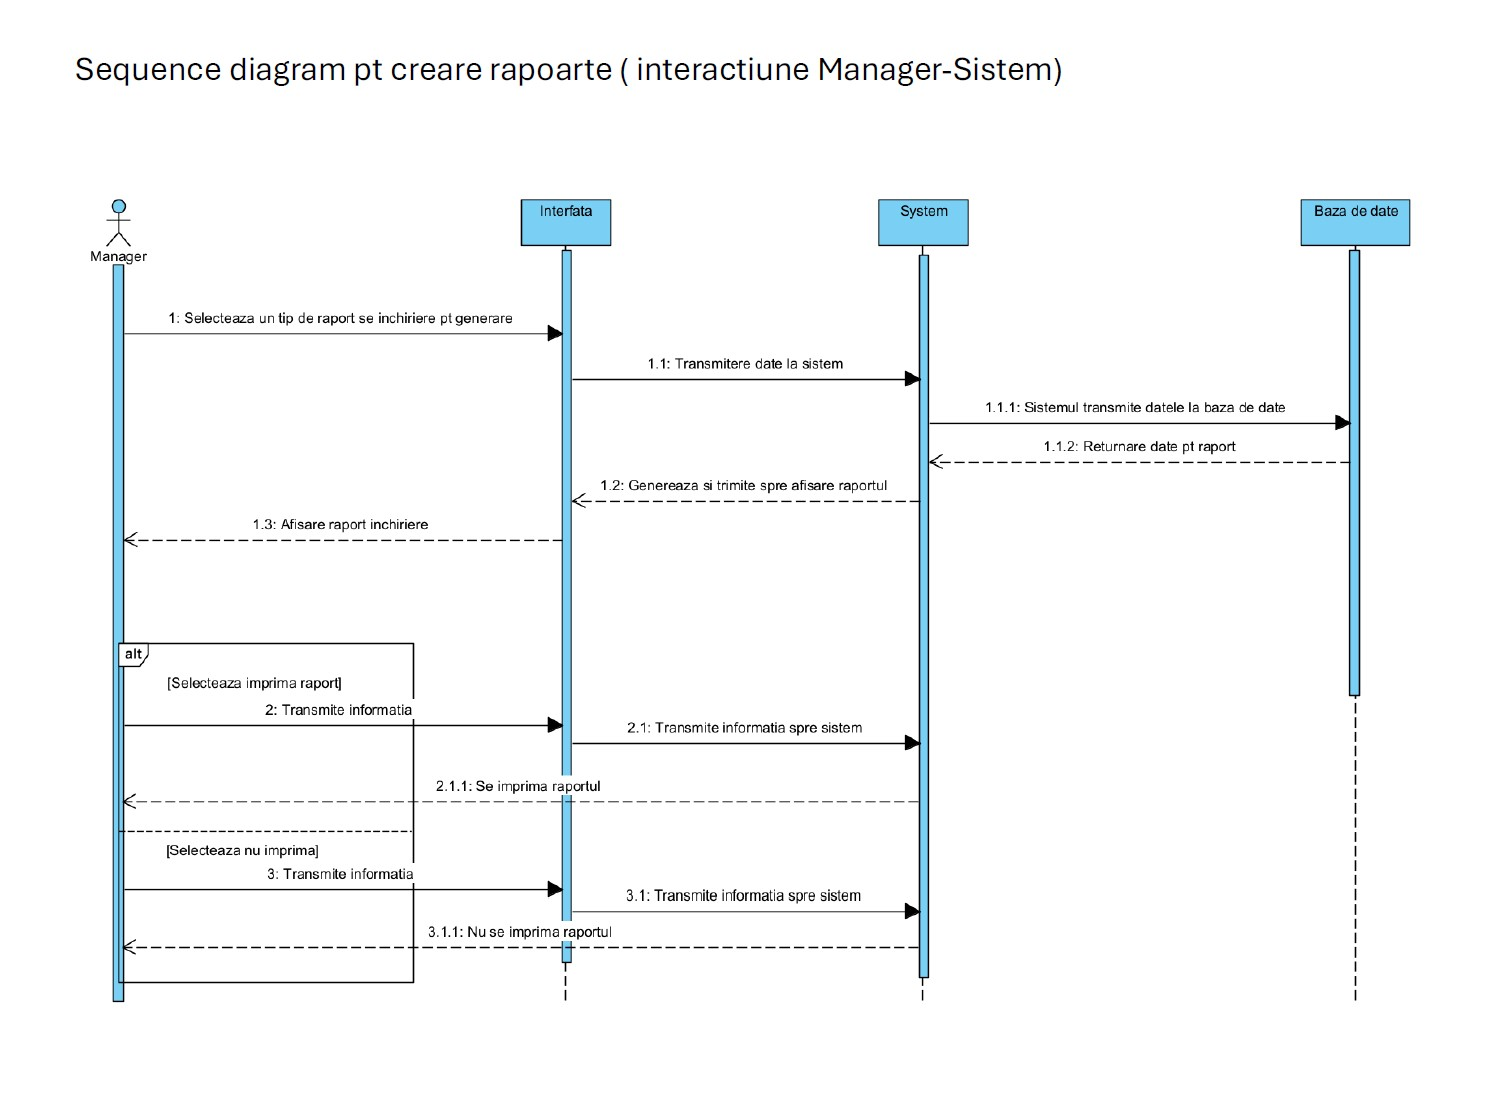 Sequence diagram pt creare rapoarte ( interactiune Manager-Sistem)
Manager
Interfata
System
Baza de date
1: Selecteaza un tip de raport se inchiriere pt generare
1.1: Transmitere date la sistem
1.1.1: Sistemul transmite datele la baza de date
1.1.2: Returnare date pt raport
1.2: Genereaza si trimite spre afisare raportul
1.3: Afisare raport inchiriere
alt
[Selecteaza imprima raport]
2: Transmite informatia
2.1: Transmite informatia spre sistem
2.1.1: Se imprima raportul
[Selecteaza nu imprima]
3: Transmite informatia
3.1: Transmite informatia spre sistem
3.1.1: Nu se imprima raportul